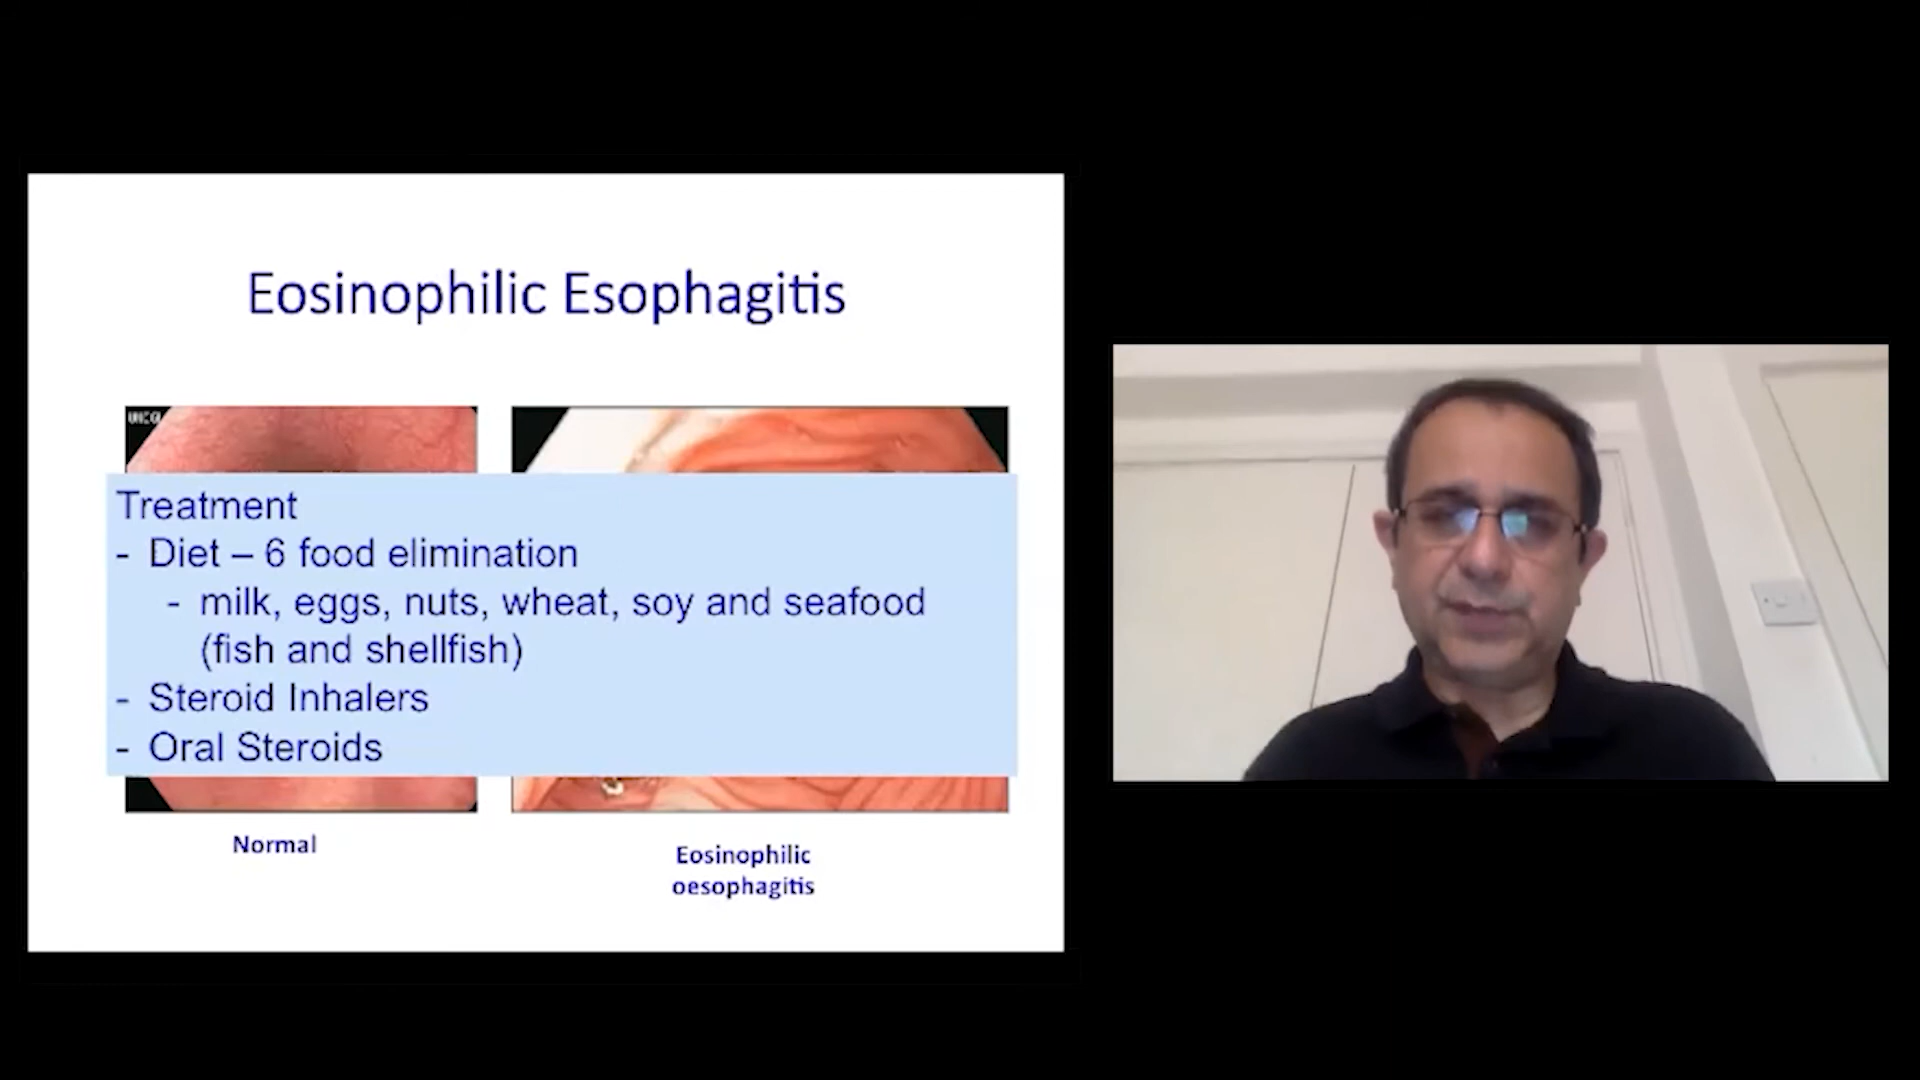 Eosinophilic Esophagitis
Treatment
- Diet – 6 food elimination
- milk, eggs, nuts, wheat, soy and seafood
(fish and shellfish)
- Steroid Inhalers
- Oral Steroids
Normal
Eosinophilic
oesophagitis